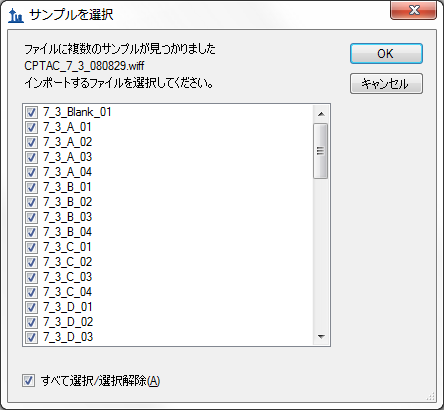 サンプルを選択
ファイルに複数のサンプルが見つかりました
CPTAC_7_3_080829.wiff
インポートするファイルを選択してください。
OK
キャンセル
7_3_Blank_01
7_3_A_01
7_3_A_02
7_3_A_03
7_3_A_04
7_3_B_01
7_3_B_02
7_3_B_03
7_3_B_04
7_3_C_01
7_3_C_02
7_3_C_03
7_3_C_04
7_3_D_01
7_3_D_02
7_3_D_03
すべて選択/選択解除(A)